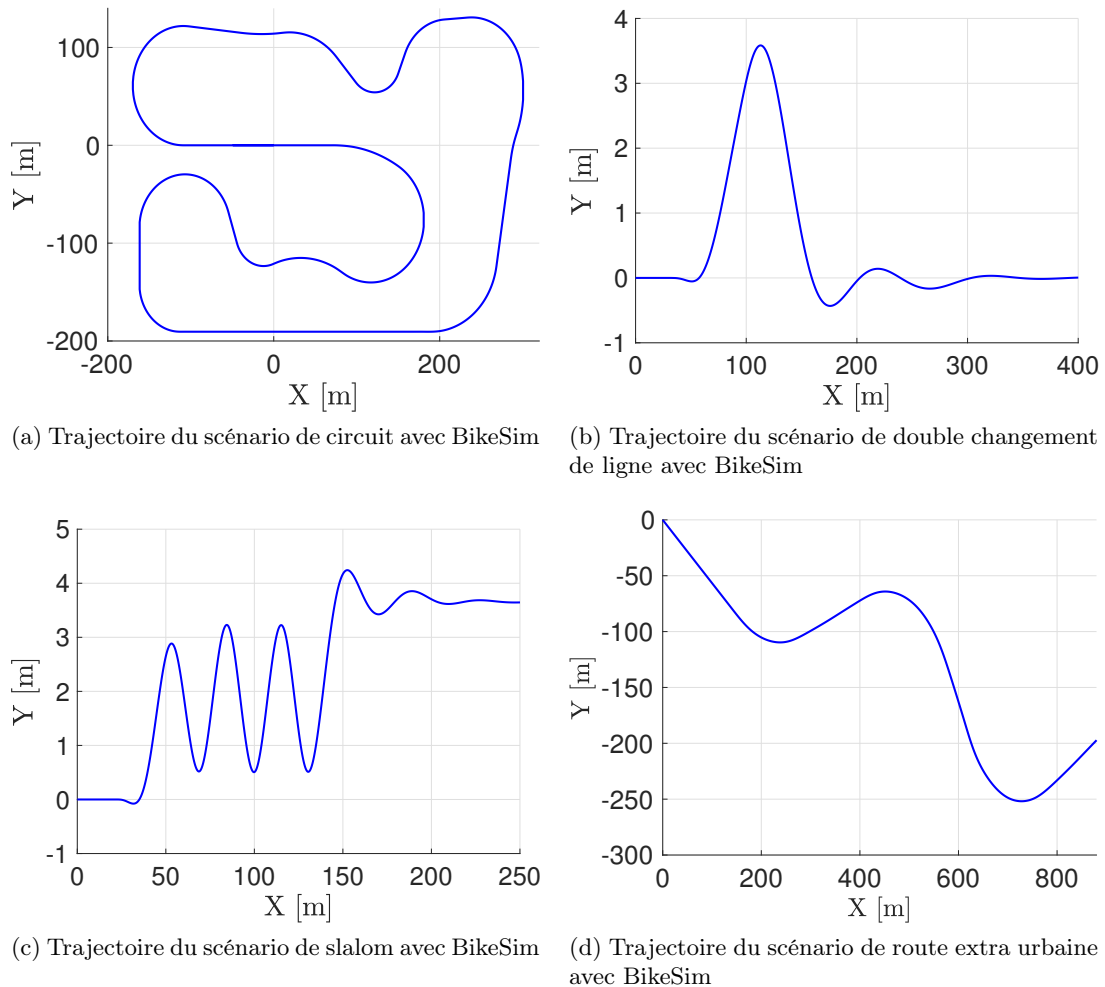 100
0
-100
-200
Y [m]
-200 0 200
X [m]
(a) Trajectoire du scénario de circuit avec BikeSim
4
3
2
1
0
-1
Y [m]
0 100 200 300 400
X [m]
(b) Trajectoire du scénario de double changement
de ligne avec BikeSim
5
4
3
2
1
0
-1
Y [m]
0 50 100 150 200 250
X [m]
(c) Trajectoire du scénario de slalom avec BikeSim
0
-50
-100
-150
-200
-250
-300
Y [m]
0 200 400 600 800
X [m]
(d) Trajectoire du scénario de route extra urbaine
avec BikeSim